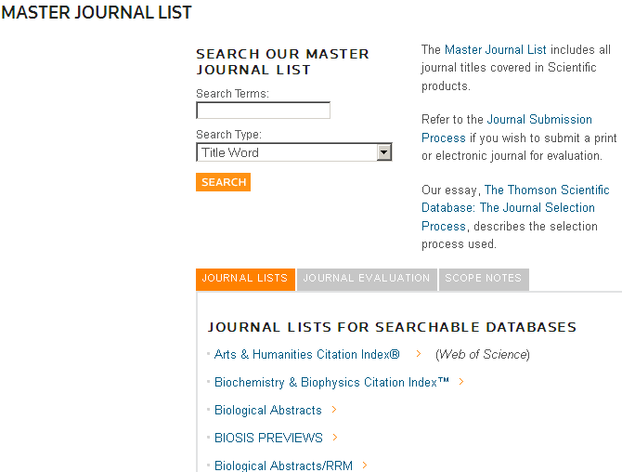 MASTER JOURNAL LIST
SEARCH OUR MASTER
JOURNAL LIST
Search Terms:
Search Type:
Title Word
SEARCH
The Master Journal List includes all
journal titles covered in Scientific
products.
Refer to the Journal Submission
Process if you wish to submit a print
or electronic journal for evaluation.
Our essay, The Thomson Scientific
Database: The Journal Selection
Process, describes the selection
process used.
JOURNAL LISTS JOURNAL EVALUATION SCOPE NOTES
JOURNAL LISTS FOR SEARCHABLE DATABASES
Arts & Humanities Citation Index® (Web of Science)
Biochemistry & Biophysics Citation Index™
Biological Abstracts
BIOSIS PREVIEWS
Biological Abstracts/RRM